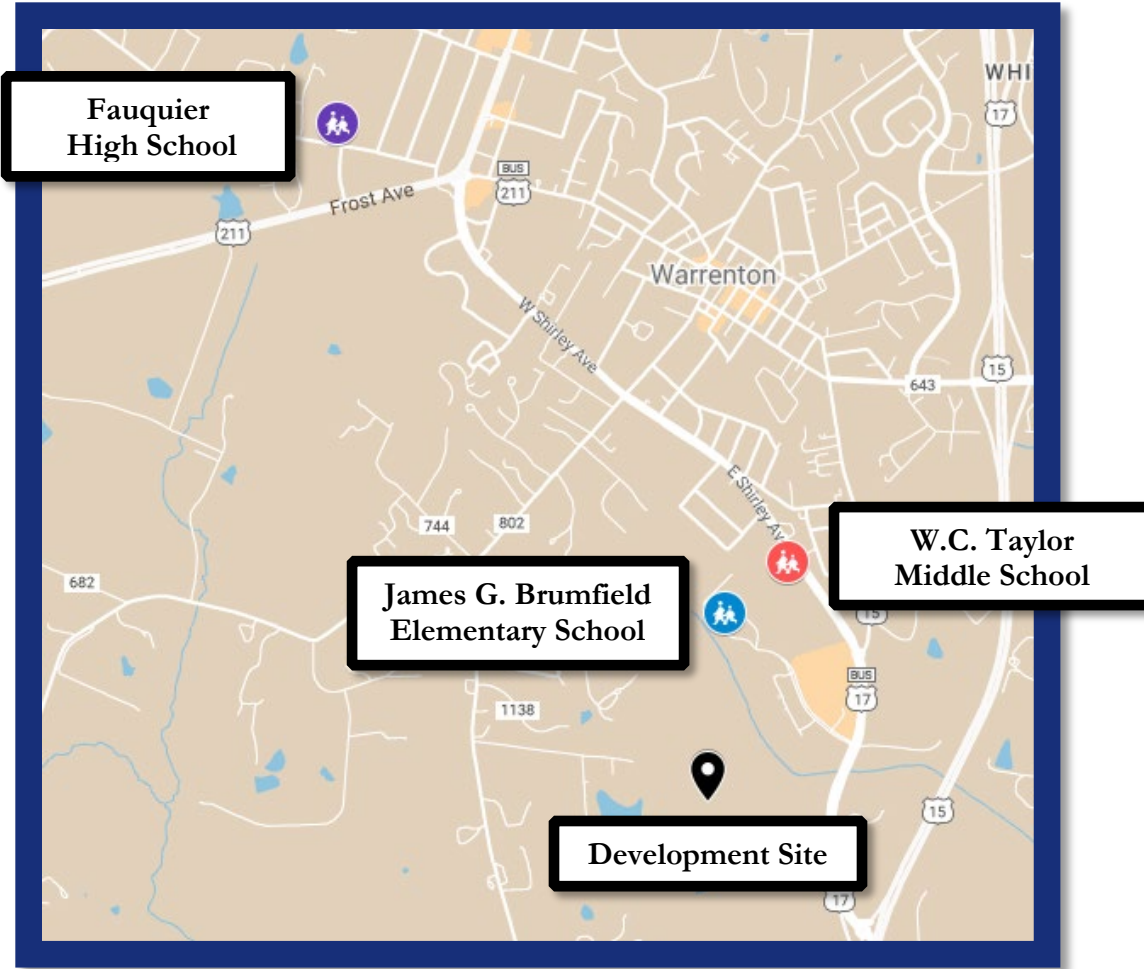 WHI
17
Fauquier
High School
BUS
211
Frost Ave
211
Warrenton
W Shirley Ave
15
643
E Shirley Av
744
802
W.C. Taylor
Middle School
682
James G. Brumfield
Elementary School
15
BUS
17
1138
15
Development Site
17